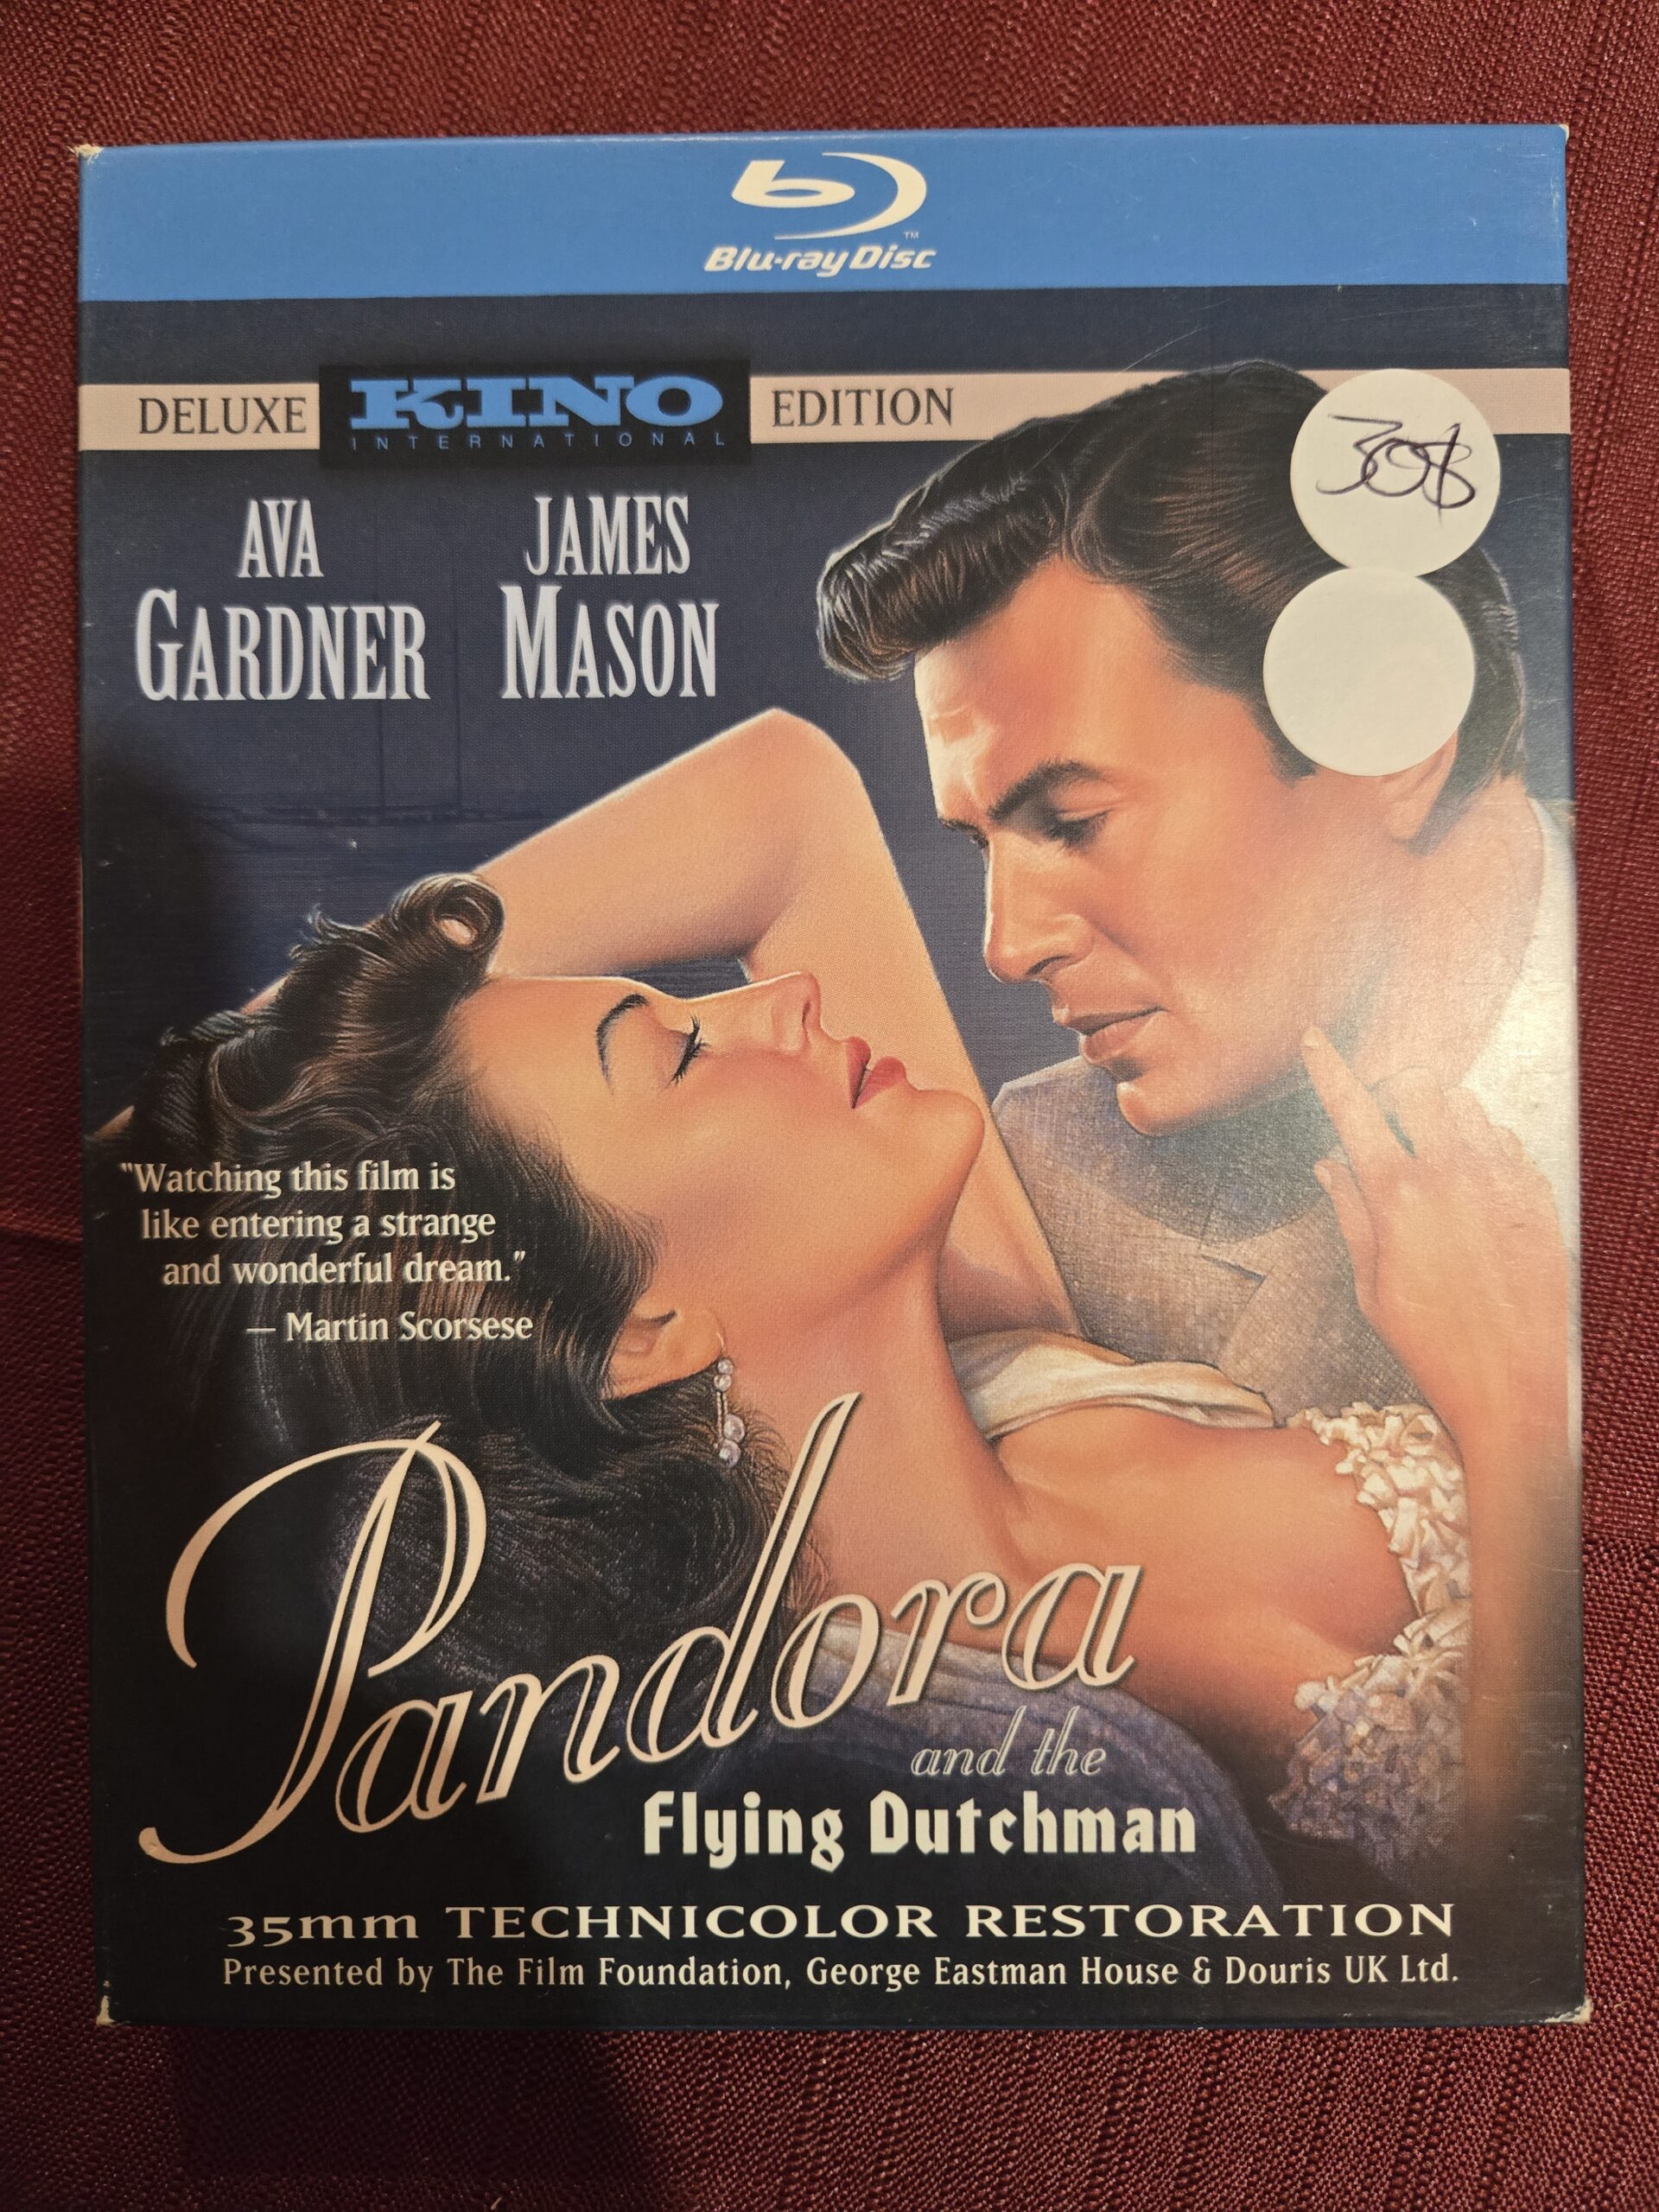 Blu-ray Disc™
DELUXE KINO EDITION
INTERNATIONAL
30$
AVA
GARDNER
JAMES
MASON
"Watching this film is
like entering a strange
and wonderful dream."
— Martin Scorsese
Pandora
and the
Flying Dutchman
35mm TECHNICOLOR RESTORATION
Presented by The Film Foundation, George Eastman House & Douris UK Ltd.